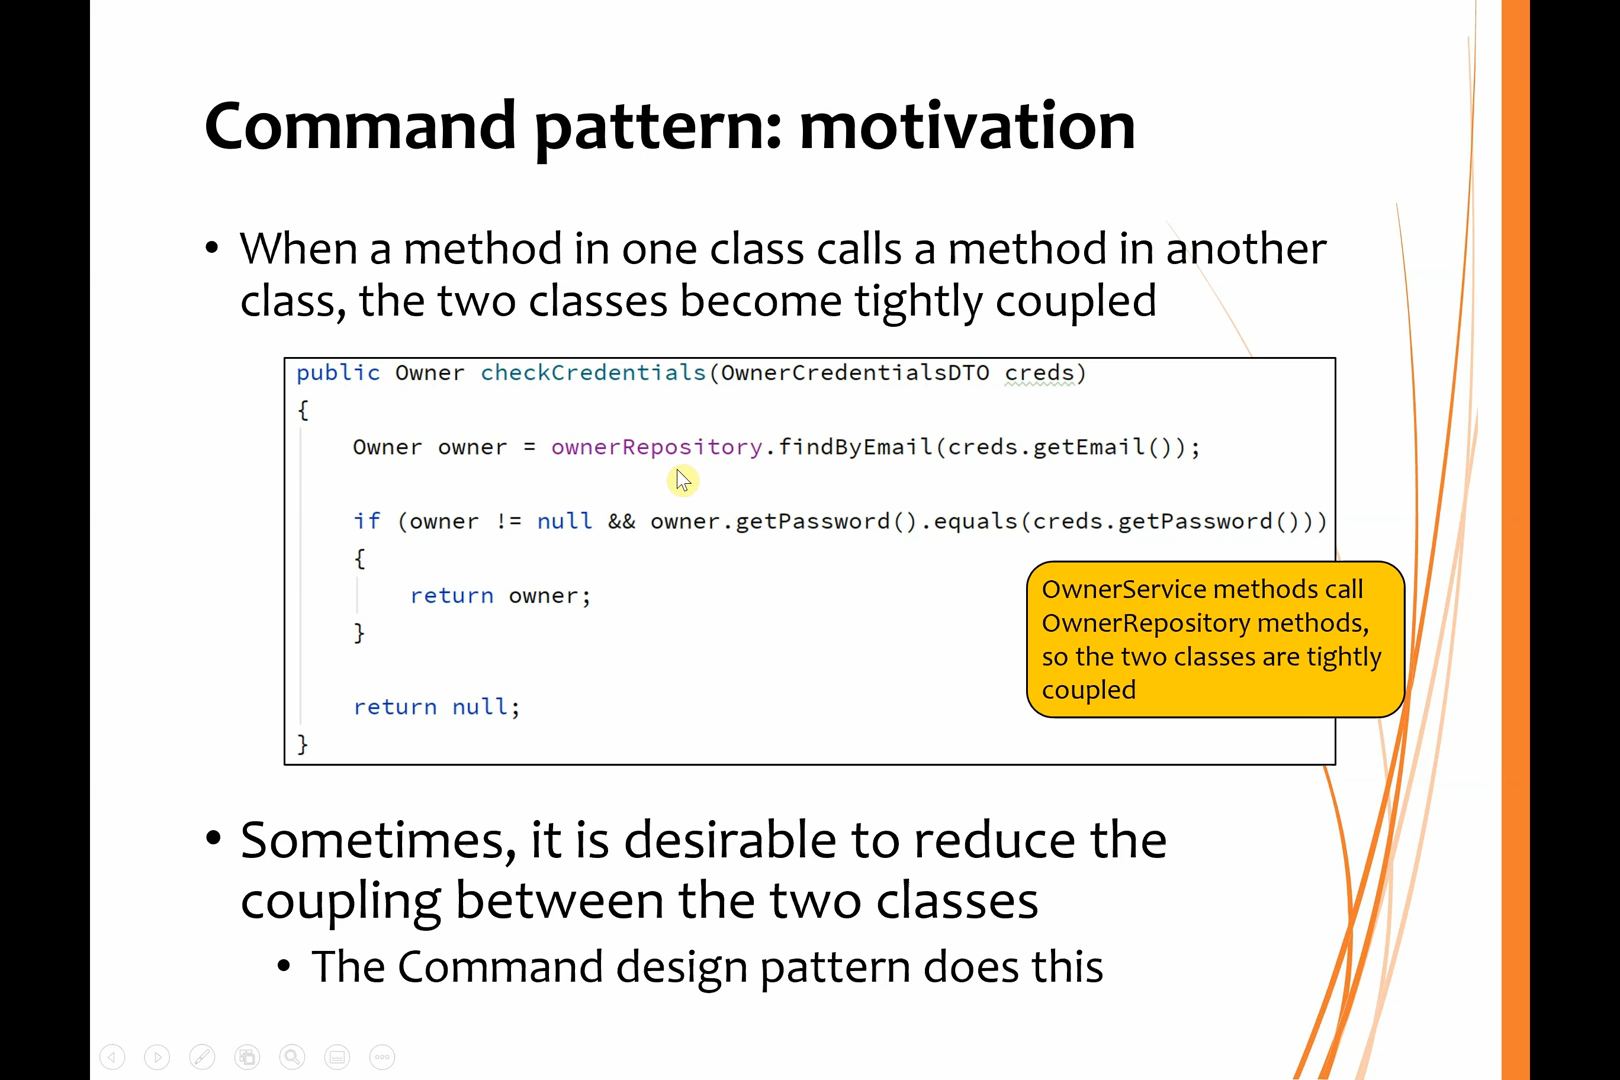 Command pattern: motivation
• When a method in one class calls a method in another
class, the two classes become tightly coupled
public Owner checkCredentials(OwnerCredentialsDTO creds)
{
Owner owner = ownerRepository.findByEmail(creds.getEmail());
if (owner != null && owner.getPassword().equals(creds.getPassword()))
{
return owner;
}
return null;
}
OwnerService methods call
OwnerRepository methods,
so the two classes are tightly
coupled
• Sometimes, it is desirable to reduce the
coupling between the two classes
• The Command design pattern does this